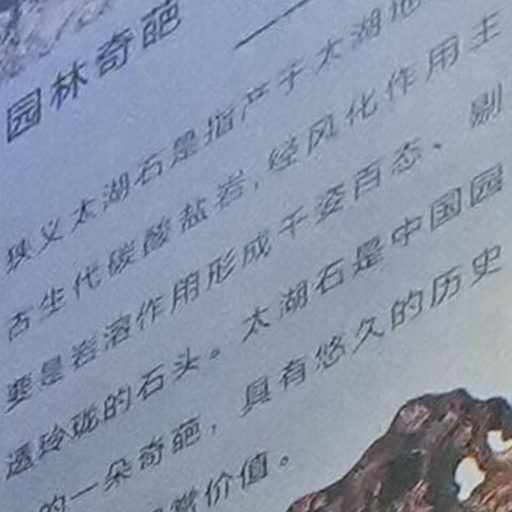 园林奇葩
狭义太湖石是指产于太湖地
古生代碳酸盐岩，经风化作用主
要是岩溶作用形成千姿百态、剔
透玲珑的石头。太湖石是中国园
的一朵奇葩，具有悠久的历史
赏价值。